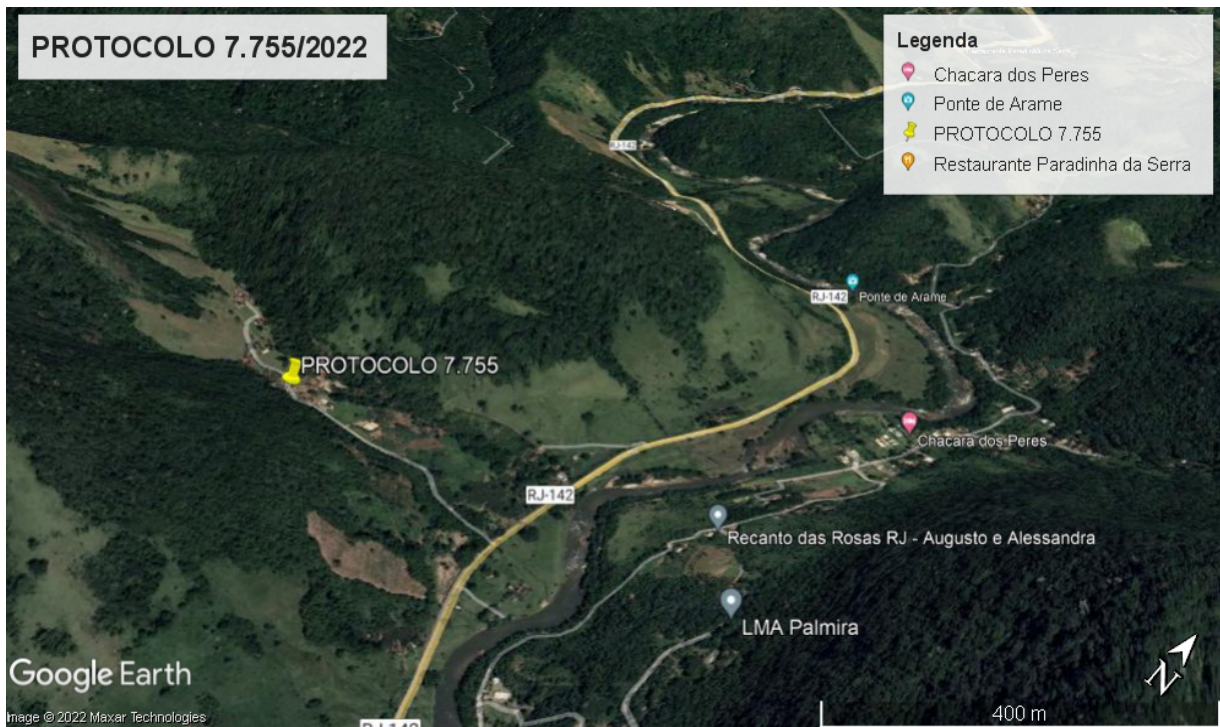 PROTOCOLO 7.755/2022
Legenda
Chacara dos Peres
Ponte de Arame
PROTOCOLO 7.755
Restaurante Paradinha da Serra
RJ-142
RJ-142
Ponte de Arame
PROTOCOLO 7.755
Chacara dos Peres
RJ-142
Recanto das Rosas RJ - Augusto e Alessandra
LMA Palmira
Google Earth
Image © 2022 Maxar Technologies
N
400 m
RJ-142